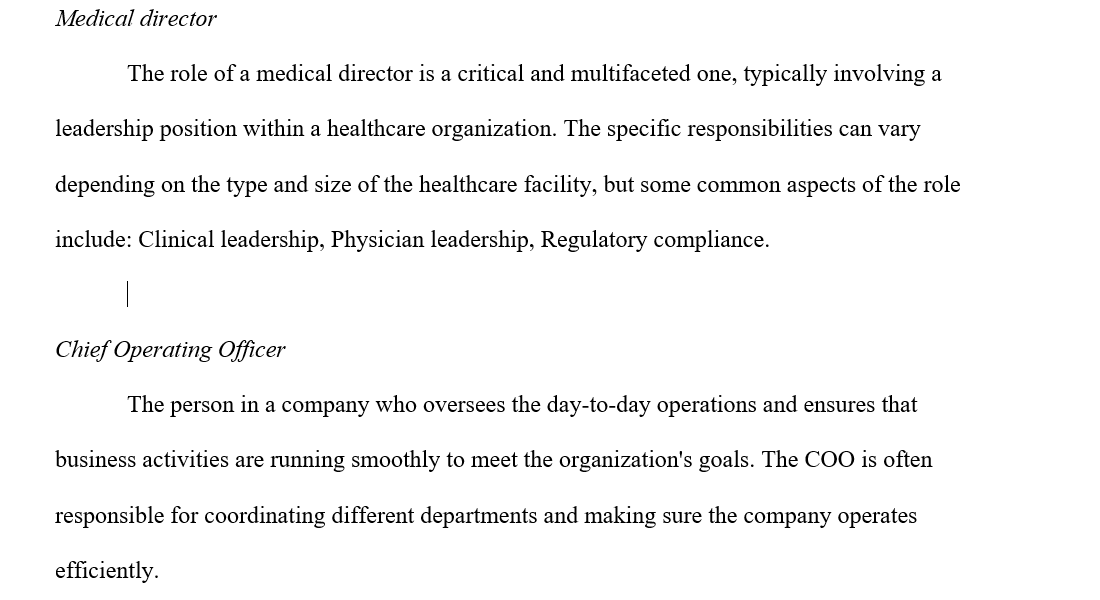 Medical director
The role of a medical director is a critical and multifaceted one, typically involving a
leadership position within a healthcare organization. The specific responsibilities can vary
depending on the type and size of the healthcare facility, but some common aspects of the role
include: Clinical leadership, Physician leadership, Regulatory compliance.
Chief Operating Officer
The person in a company who oversees the day-to-day operations and ensures that
business activities are running smoothly to meet the organization's goals. The COO is often
responsible for coordinating different departments and making sure the company operates
efficiently.